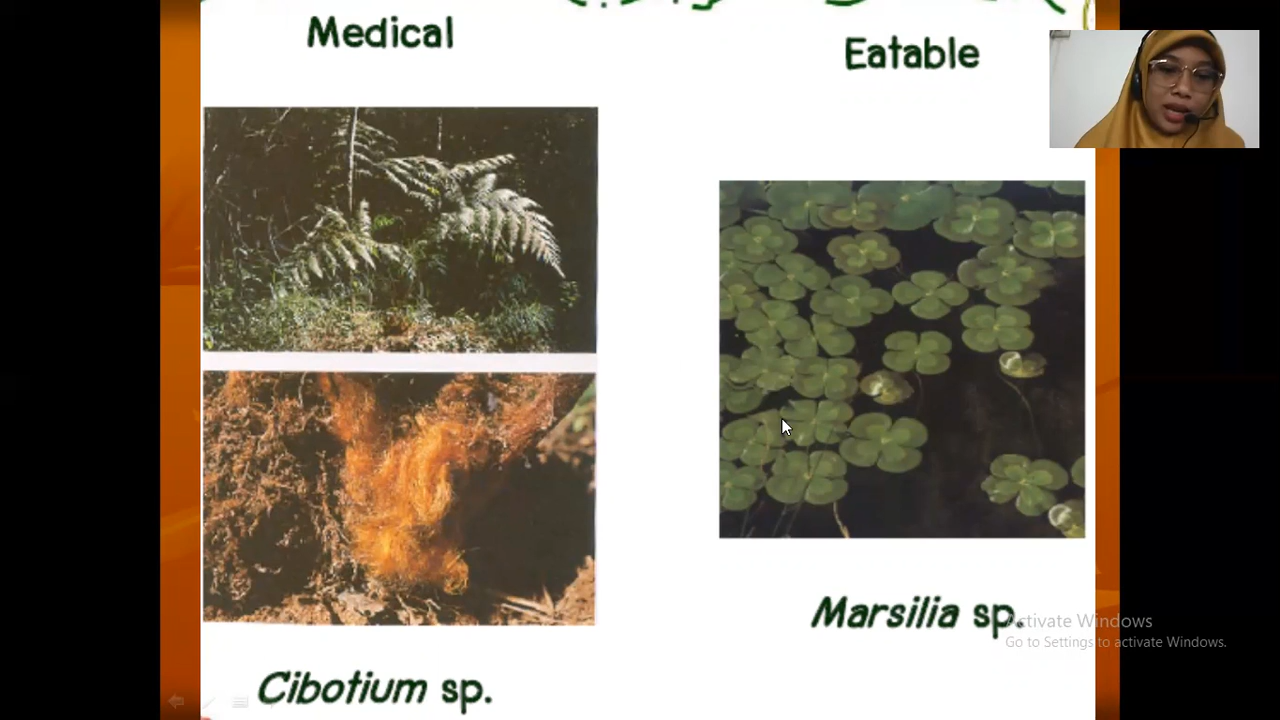 Medical
Eatable
Marsilia sp.
Activate Windows
Go to Settings to activate Windows.
Cibotium sp.